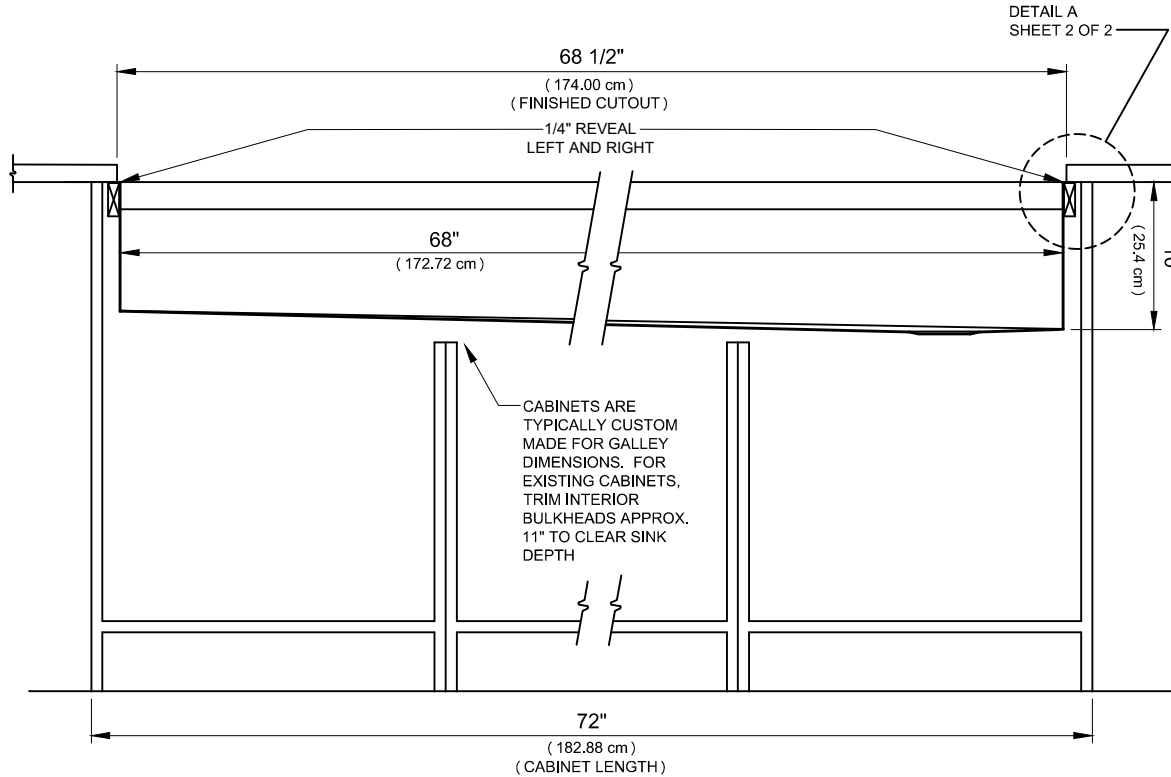 DETAIL A
SHEET 2 OF 2
68 1/2"
( 174.00 cm )
( FINISHED CUTOUT )
1/4" REVEAL
LEFT AND RIGHT
68"
( 172.72 cm )
( 25.4 cm )
CABINETS ARE
TYPICALLY CUSTOM
MADE FOR GALLEY
DIMENSIONS. FOR
EXISTING CABINETS,
TRIM INTERIOR
BULKHEADS APPROX.
11" TO CLEAR SINK
DEPTH
72"
( 182.88 cm )
( CABINET LENGTH )